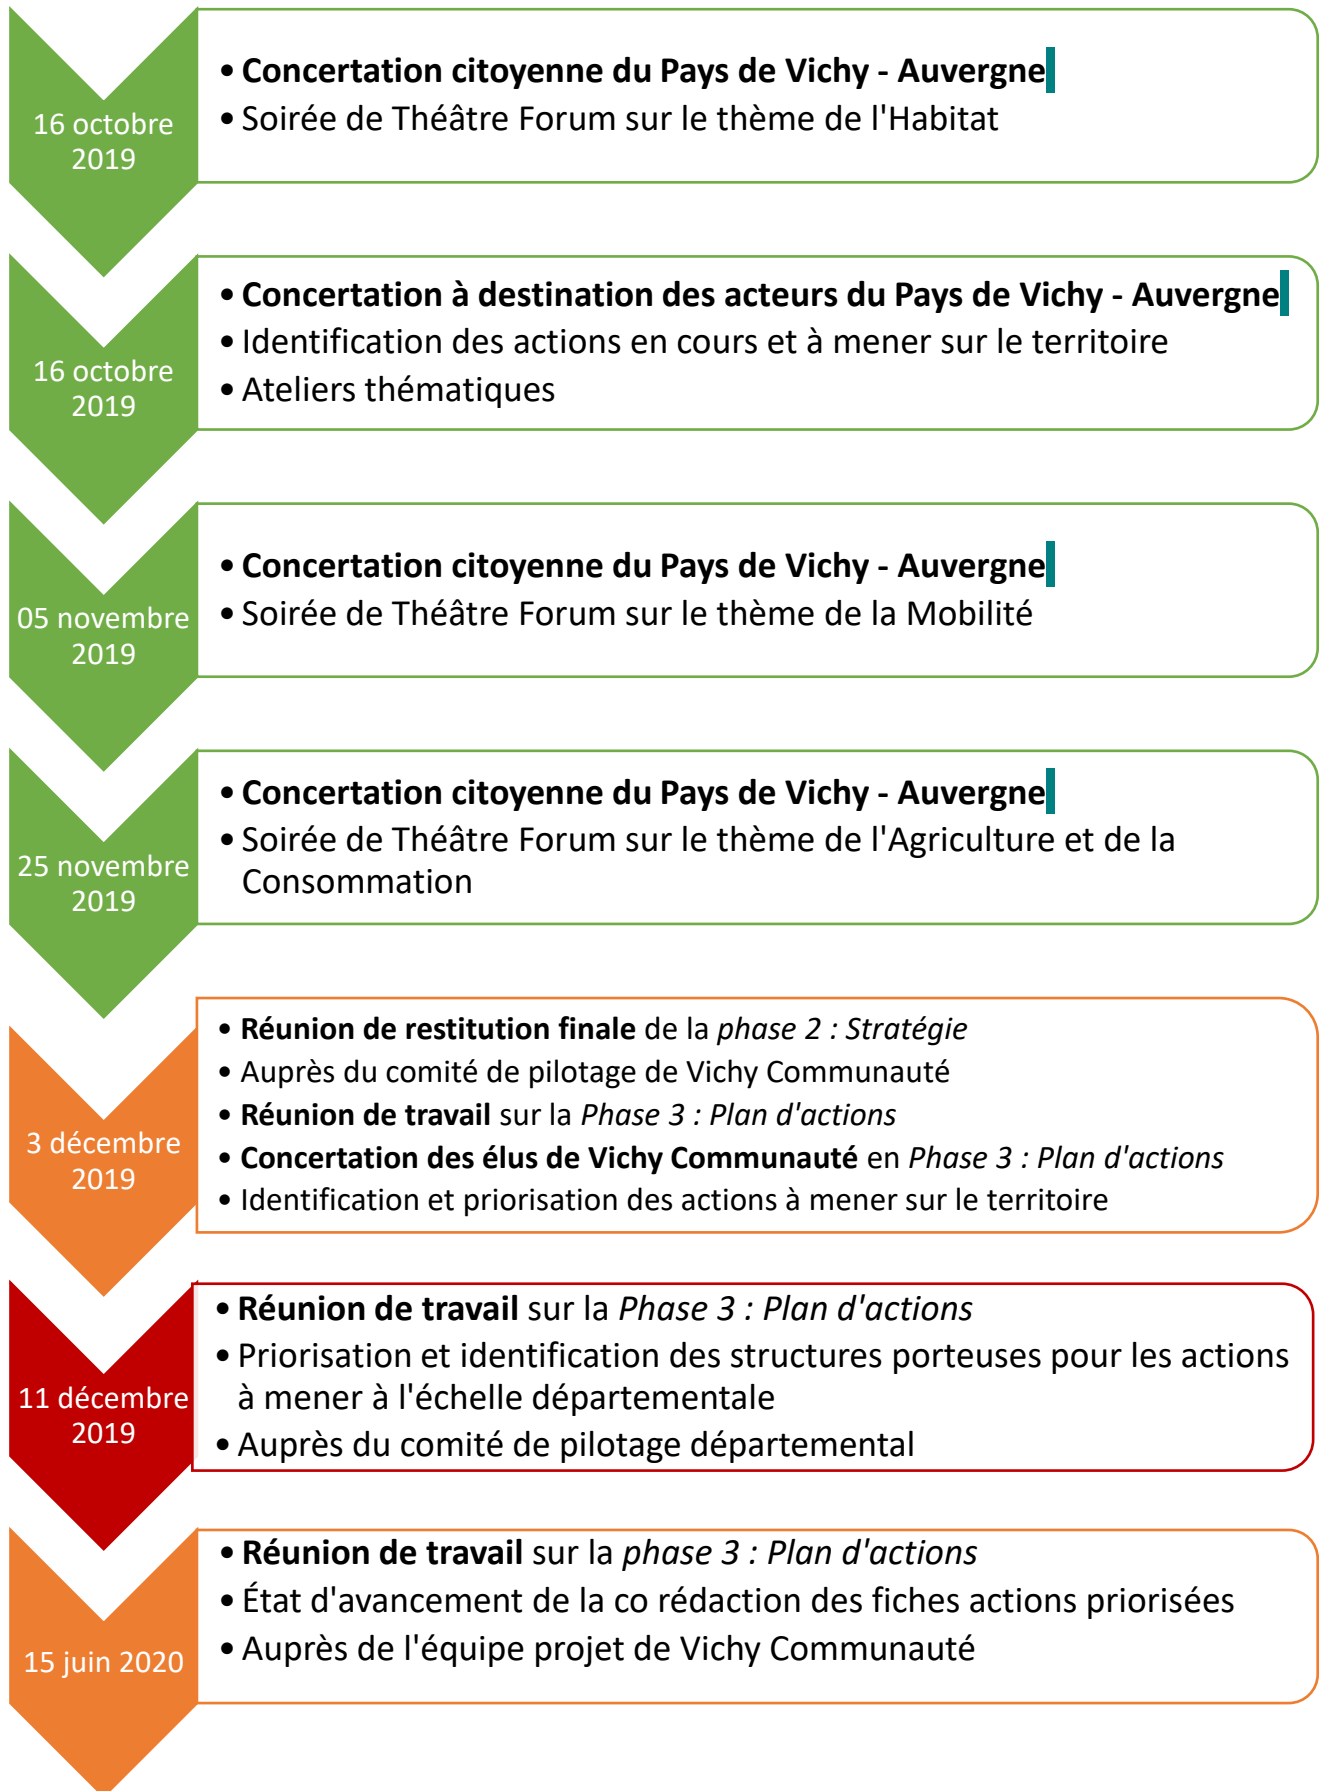 16 octobre
2019
• Concertation citoyenne du Pays de Vichy - Auvergne
• Soirée de Théâtre Forum sur le thème de l'Habitat
16 octobre
2019
• Concertation à destination des acteurs du Pays de Vichy - Auvergne
• Identification des actions en cours et à mener sur le territoire
• Ateliers thématiques
05 novembre
2019
• Concertation citoyenne du Pays de Vichy - Auvergne
• Soirée de Théâtre Forum sur le thème de la Mobilité
25 novembre
2019
• Concertation citoyenne du Pays de Vichy - Auvergne
• Soirée de Théâtre Forum sur le thème de l'Agriculture et de la
Consommation
3 décembre
2019
• Réunion de restitution finale de la phase 2 : Stratégie
• Auprès du comité de pilotage de Vichy Communauté
• Réunion de travail sur la Phase 3 : Plan d'actions
• Concertation des élus de Vichy Communauté en Phase 3 : Plan d'actions
• Identification et priorisation des actions à mener sur le territoire
11 décembre
2019
• Réunion de travail sur la Phase 3 : Plan d'actions
• Priorisation et identification des structures porteuses pour les actions
à mener à l'échelle départementale
• Auprès du comité de pilotage départemental
15 juin 2020
• Réunion de travail sur la phase 3 : Plan d'actions
• État d'avancement de la co rédaction des fiches actions priorisées
• Auprès de l'équipe projet de Vichy Communauté